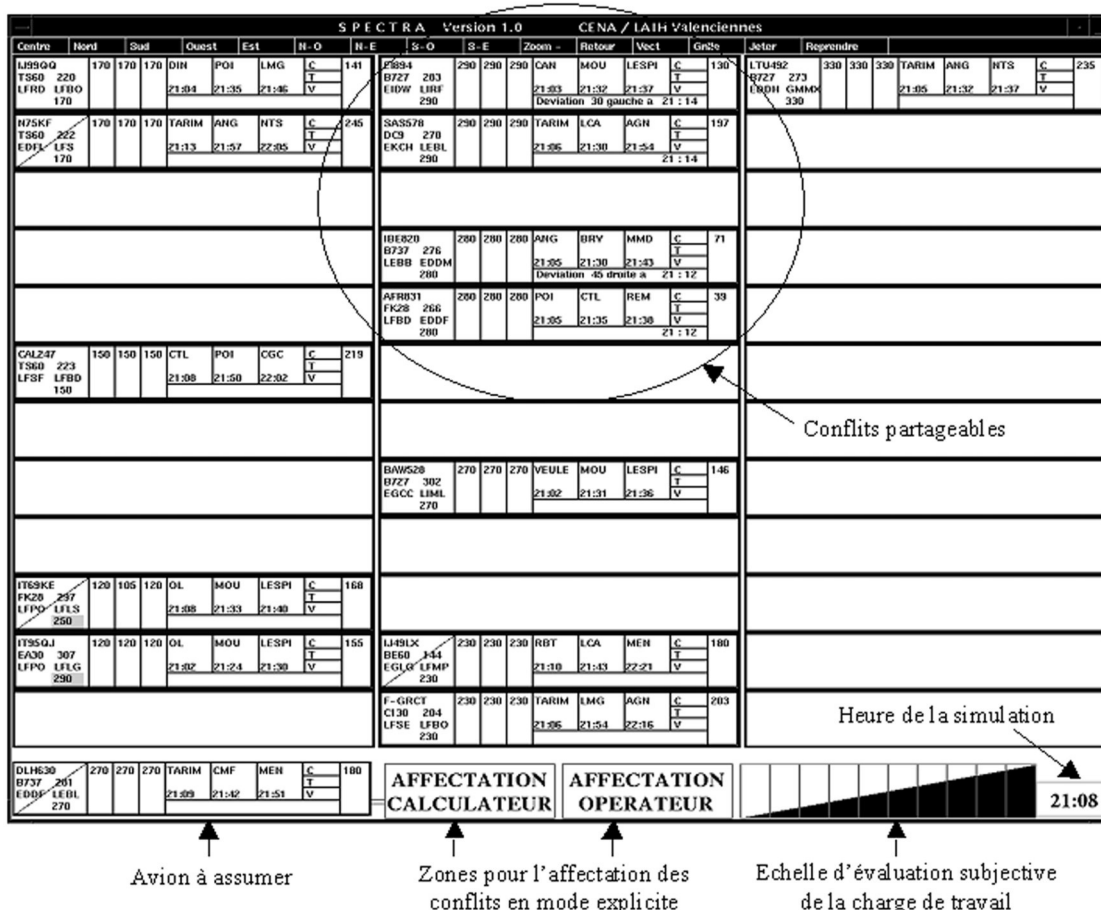 SPECTRA Version 1.0 CENA / LAIH Valenciennes
Centre Nord Sud Ouest Est N-O N-E S-O S-E Zoom - Retour Vect Grille Jeter Reprendre
IJ99QQ 170 170 170 DIN POI LMG C 141
TS60 220 T
LFRD LFBO 21:04 21:35 21:46 V
170
N75KF 170 170 170 TARIM ANG NTS C 245
TS60 222 T
EDFL LFS 21:13 21:57 22:05 V
170
CAL247 150 150 150 CTL POI CGC C 219
TS60 223 T
LFSF LFBD 21:08 21:50 22:02 V
150
IT69KE 120 105 120 OL MOU LESPI C 168
FK28 297 T
LFPO LFLS 21:08 21:33 21:40 V
250
IT95QJ 120 120 120 OL MOU LESPI C 155
EA30 307 T
LFPO LFLG 21:02 21:24 21:30 V
290
DLH630 270 270 270 TARIM CMF MEN C 180
B737 261 T
EDDF LEBL 21:09 21:42 21:51 V
270
EI894 290 290 290 CAN MOU LESPI C 130
B727 283 T
EIDW LIRF 21:03 21:32 21:37 V
290 Deviation 30 gauche a 21 : 14
SAS578 290 290 290 TARIM LCA AGN C 197
DC9 270 T
EKCH LEBL 21:06 21:30 21:54 V
290 21 : 14
IBE820 280 280 280 ANG BRY MMD C 71
B737 276 T
LEBB EDDM 21:05 21:30 21:43 V
280 Deviation 45 droite a 21 : 12
AFR831 280 280 280 POI CTL REM C 39
FK28 266 T
LFBD EDDF 21:05 21:35 21:38 V
280 21 : 12
BAW528 270 270 270 VEULE MOU LESPI C 146
B727 302 T
EGCC LIML 21:02 21:31 21:36 V
270
IJ49LX 230 230 230 RBT LCA MEN C 180
BE60 144 T
EGLG LFMP 21:10 21:43 22:21 V
230
F-GRCT 230 230 230 TARIM LMG AGN C 203
C130 204 T
LFSE LFBO 21:06 21:54 22:16 V
230
LTU492 330 330 330 TARIM ANG NTS C 235
B727 273 T
EDDH GMMX 21:05 21:32 21:37 V
330
Conflits partageables
Heure de la simulation
AFFECTATION
CALCULATEUR
AFFECTATION
OPERATEUR
21:08
Avion à assumer
Zones pour l'affectation des
conflits en mode explicite
Echelle d'évaluation subjective
de la charge de travail